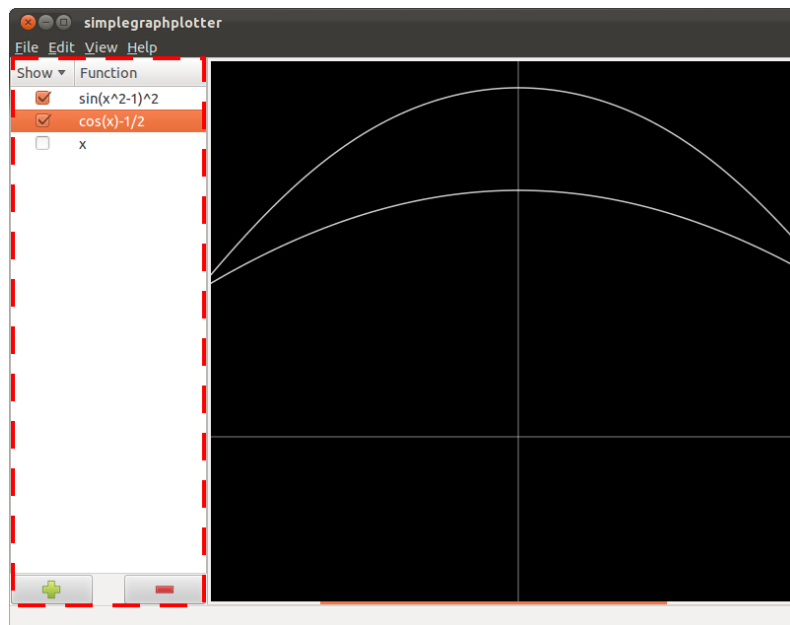 simplegraphplotter
File Edit View Help
Show Function
sin(x^2-1)^2
cos(x)-1/2
x